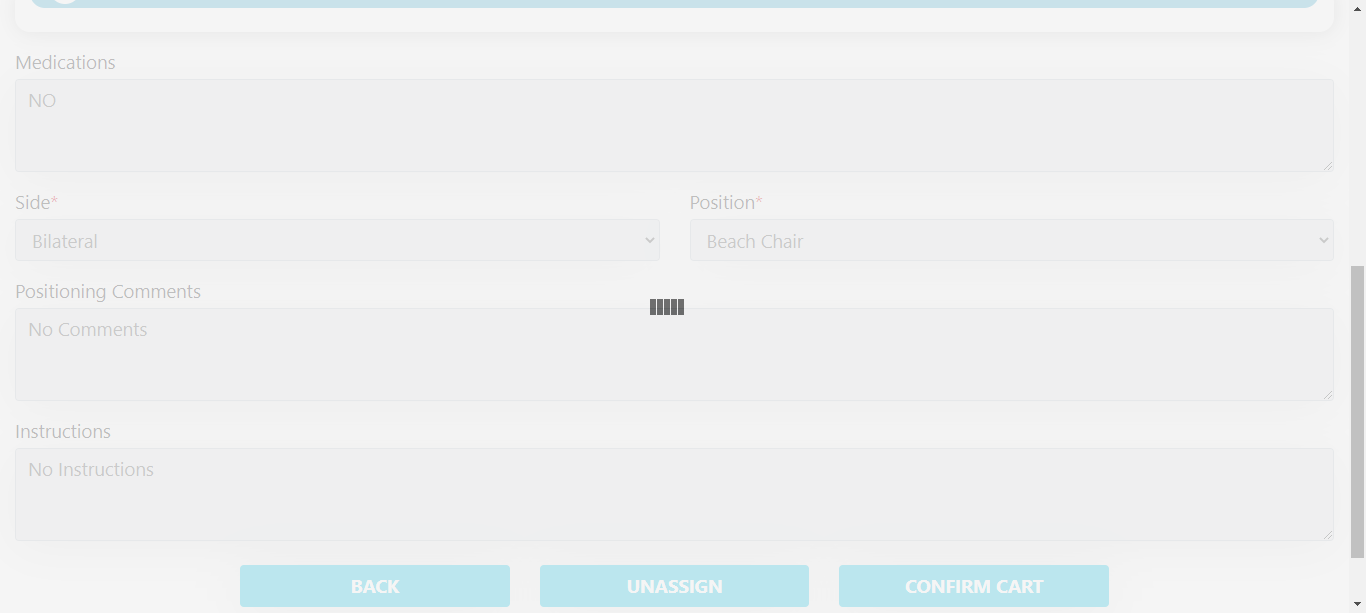 Medications
NO
Side* Position*
Bilateral Beach Chair
Positioning Comments
No Comments
Instructions
No Instructions
BACK UNASSIGN CONFIRM CART